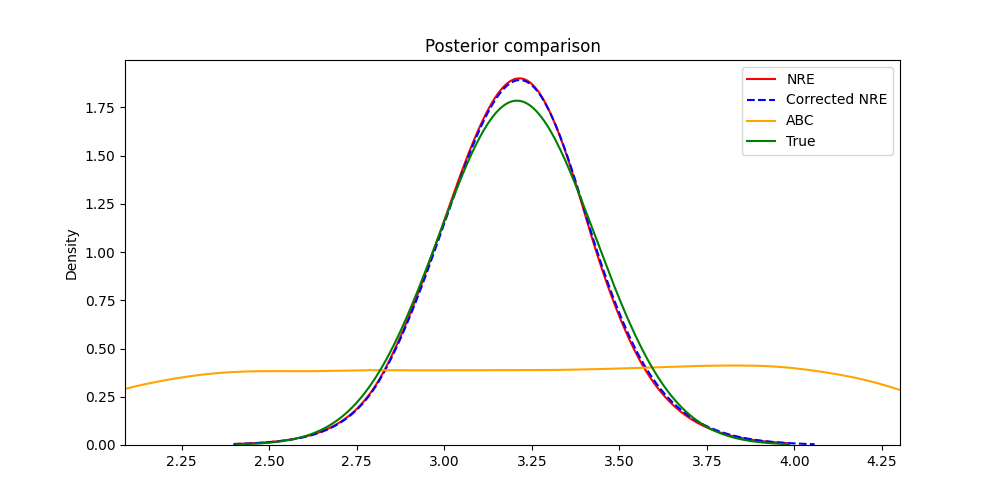 Posterior comparison
NRE
Corrected NRE
ABC
True
Density
1.75
1.50
1.25
1.00
0.75
0.50
0.25
0.00
2.25 2.50 2.75 3.00 3.25 3.50 3.75 4.00 4.25